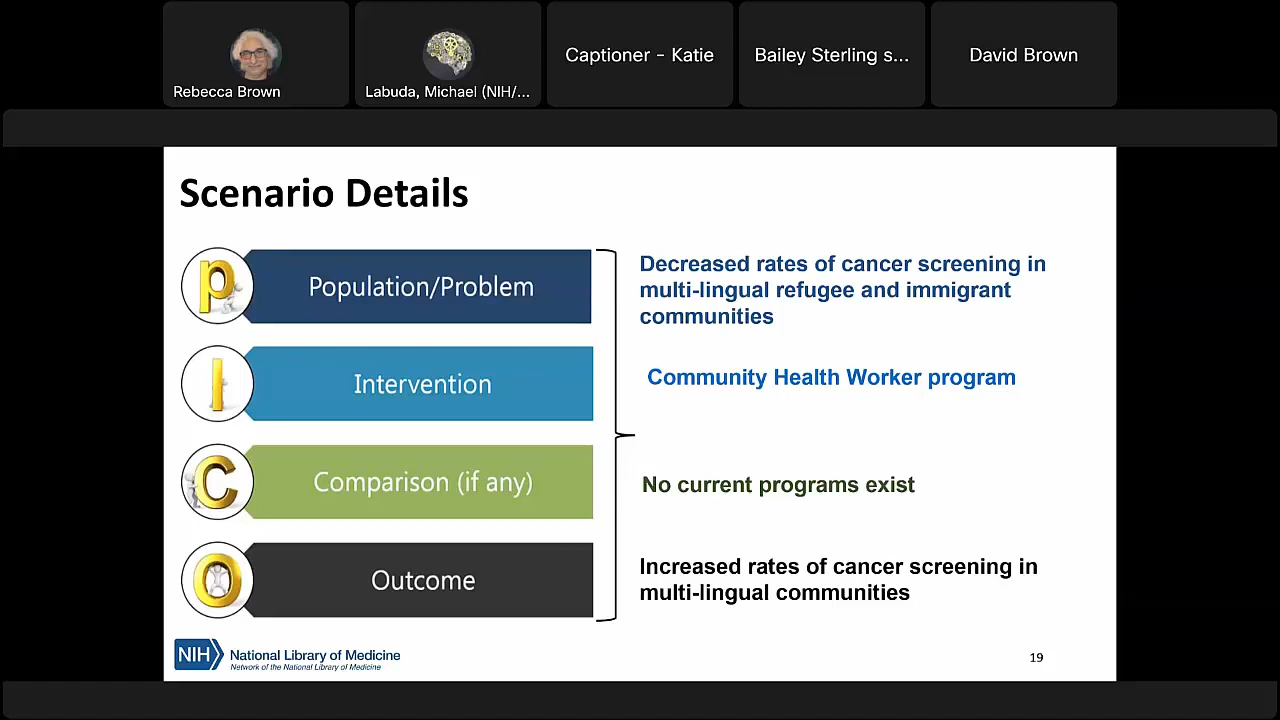 Rebecca Brown
Labuda, Michael (NIH/...
Captioner - Katie
Bailey Sterling s...
David Brown
Scenario Details
P
Population/Problem
Decreased rates of cancer screening in
multi-lingual refugee and immigrant
communities
I
Intervention
Community Health Worker program
C
Comparison (if any)
No current programs exist
O
Outcome
Increased rates of cancer screening in
multi-lingual communities
NIH
National Library of Medicine
Network of the National Library of Medicine
19